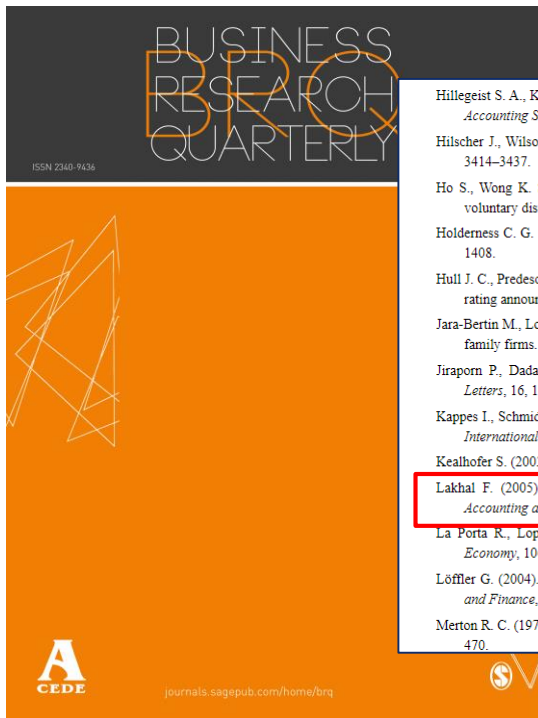 BUSINESS
RESEARCH
QUARTERLY
BRQ
ISSN 2340-9436
Hillegeist S. A., K
Accounting S
Hilscher J., Wilso
3414–3437.
Ho S., Wong K.
voluntary dis
Holderness C. G.
1408.
Hull J. C., Predesc
rating announ
Jara-Bertin M., Lo
family firms.
Jiraporn P., Dada
Letters, 16, 1
Kappes I., Schmid
International
Kealhofer S. (200
Lakhal F. (2005)
Accounting a
La Porta R., Lop
Economy, 10
Löffler G. (2004).
and Finance,
Merton R. C. (197
470.
A
CEDE
journals.sagepub.com/home/brq
S